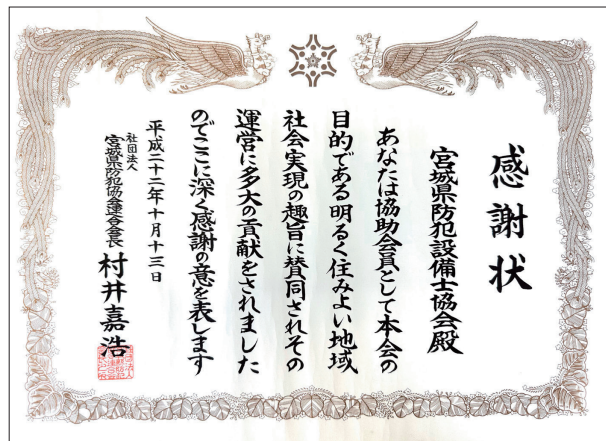 感謝状
宮城県防犯設備士協会殿
あなたは協助会員として本会の
目的である明るく住みよい地域
社会実現の趣旨に賛同されその
運営に多大の貢献をされました
のでここに深く感謝の意を表します
平成二十二年十月十三日
社団法人
宮城県防犯協会連合会会長 村井嘉浩